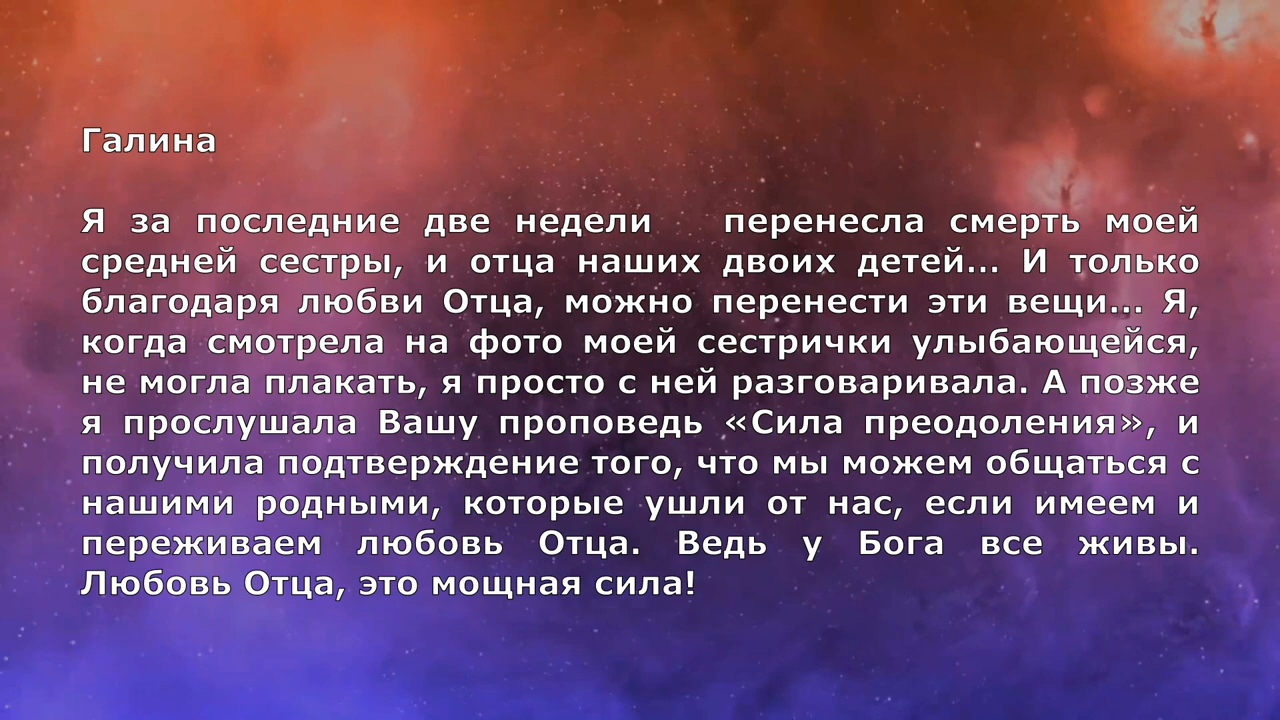 Галина
Я за последние две недели перенесла смерть моей
средней сестры, и отца наших двоих детей... И только
благодаря любви Отца, можно перенести эти вещи... Я,
когда смотрела на фото моей сестрички улыбающейся,
не могла плакать, я просто с ней разговаривала. А позже
я прослушала Вашу проповедь «Сила преодоления», и
получила подтверждение того, что мы можем общаться с
нашими родными, которые ушли от нас, если имеем и
переживаем любовь Отца. Ведь у Бога все живы.
Любовь Отца, это мощная сила!